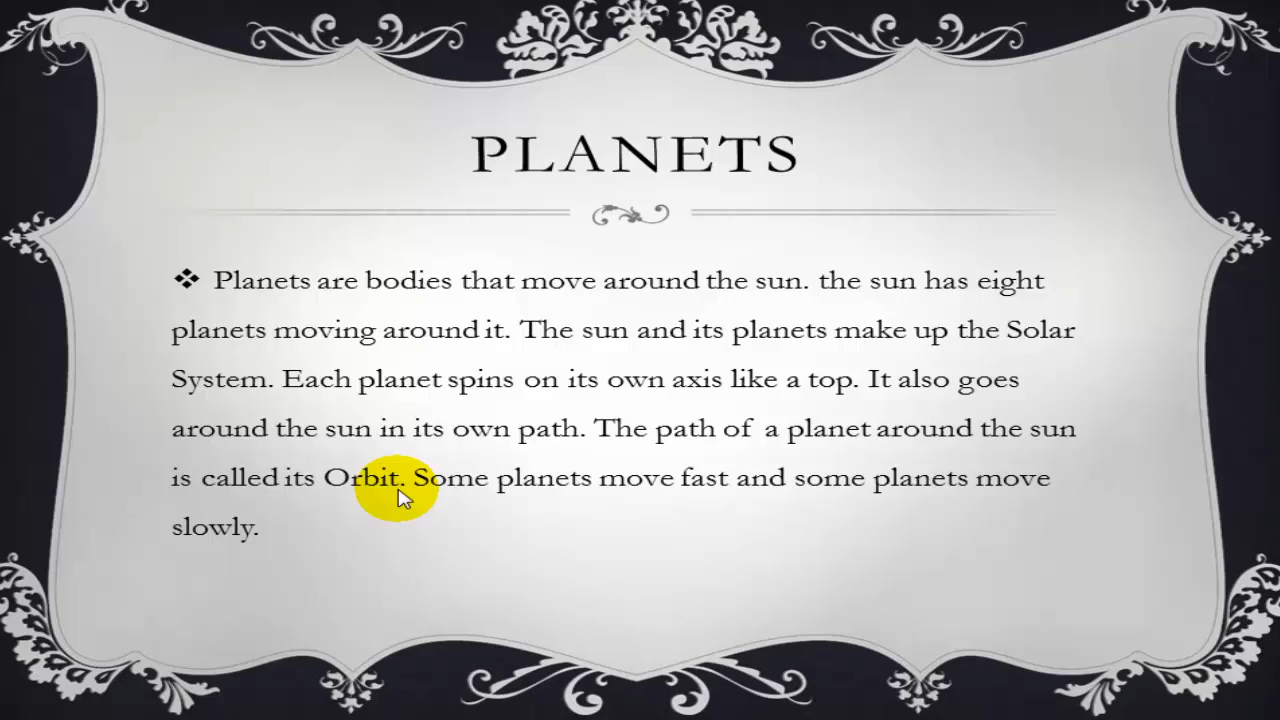 PLANETS
❖ Planets are bodies that move around the sun. the sun has eight
planets moving around it. The sun and its planets make up the Solar
System. Each planet spins on its own axis like a top. It also goes
around the sun in its own path. The path of a planet around the sun
is called its Orbit. Some planets move fast and some planets move
slowly.